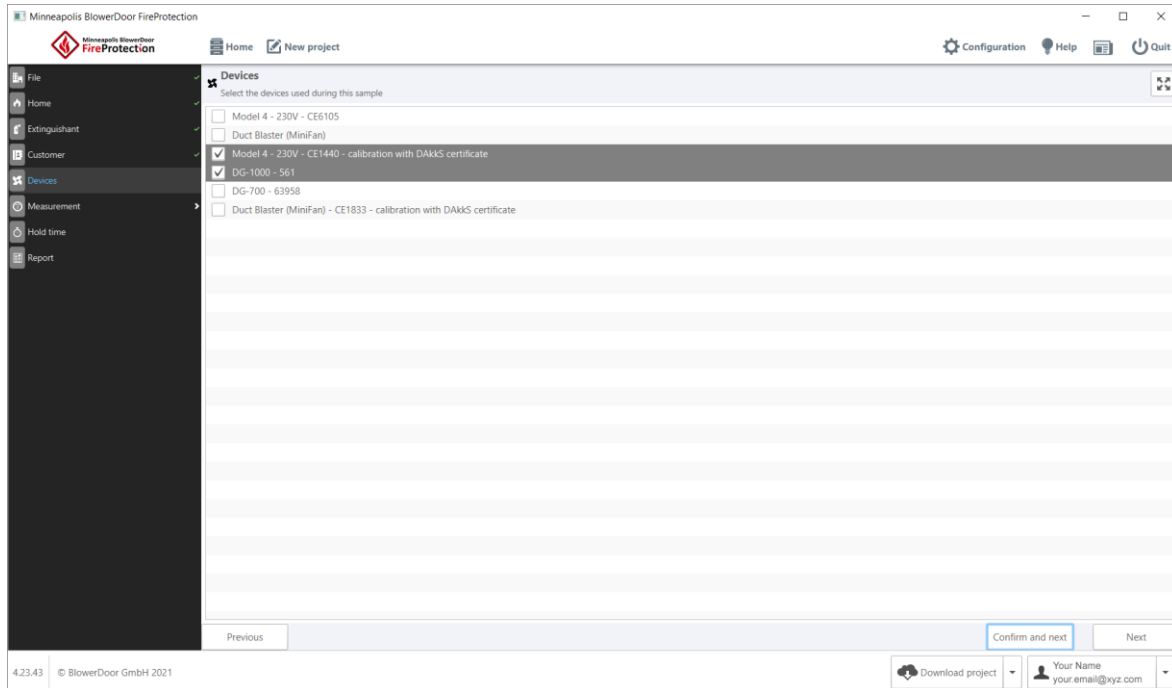 Minneapolis BlowerDoor FireProtection
Minneapolis BlowerDoor
FireProtection
Home
New project
Configuration
Help
Quit
File
Home
Extinguishant
Customer
Devices
Measurement
Hold time
Report
Devices
Select the devices used during this sample
Model 4 - 230V - CE6105
Duct Blaster (MiniFan)
Model 4 - 230V - CE1440 - calibration with DAkkS certificate
DG-1000 - 561
DG-700 - 63958
Duct Blaster (MiniFan) - CE1833 - calibration with DAkkS certificate
Previous
Confirm and next
Next
4.23.43 © BlowerDoor GmbH 2021
Download project
Your Name
your.email@xyz.com